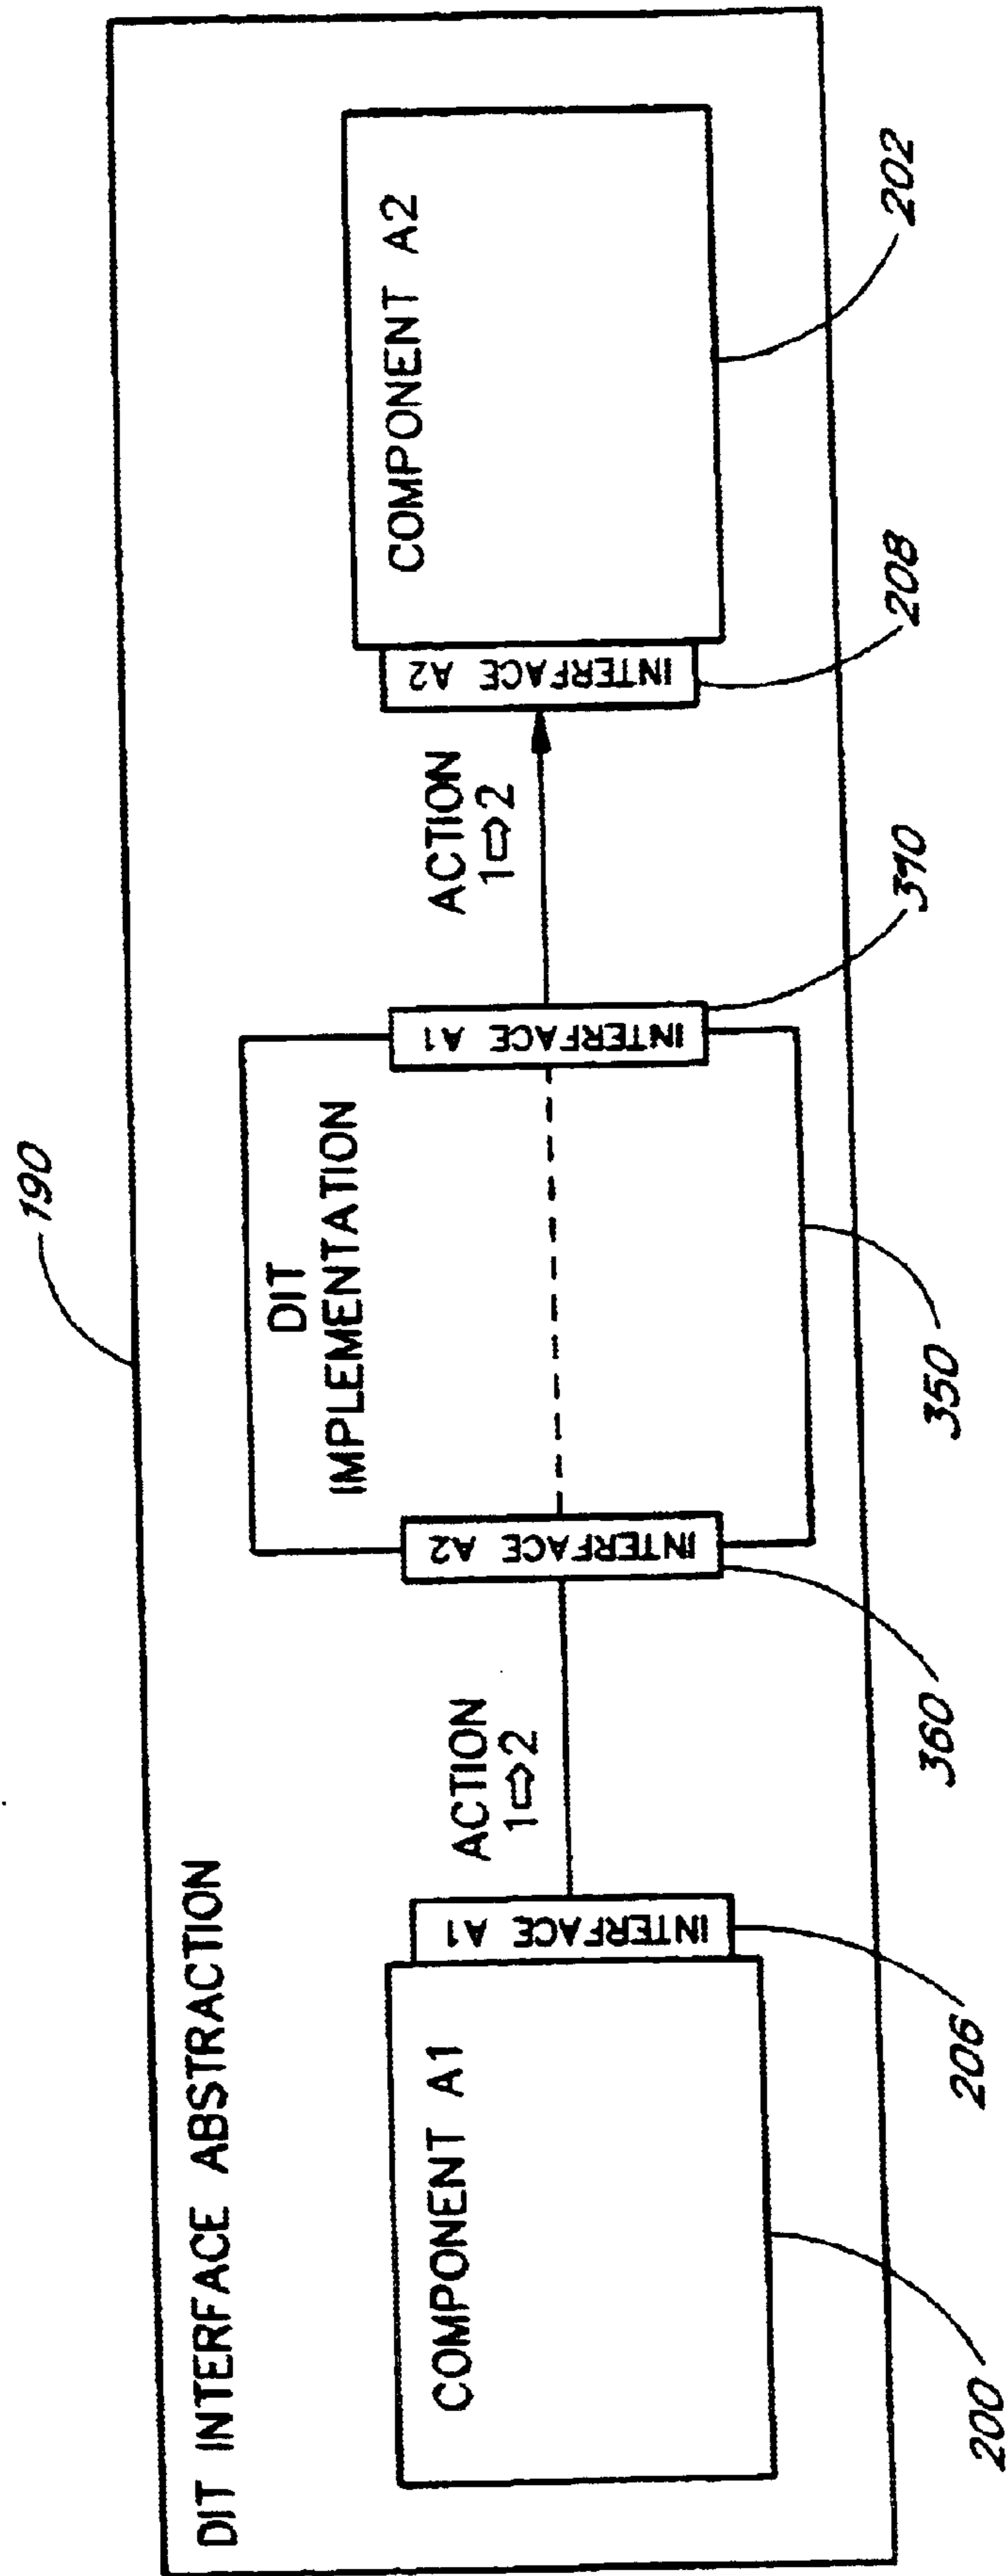 190
DIT INTERFACE ABSTRACTION
COMPONENT A1
INTERFACE A1
ACTION
1⇨2
INTERFACE A2
DIT
IMPLEMENTATION
INTERFACE A1
ACTION
1⇨2
INTERFACE A2
COMPONENT A2
200
206
360
350
370
208
202